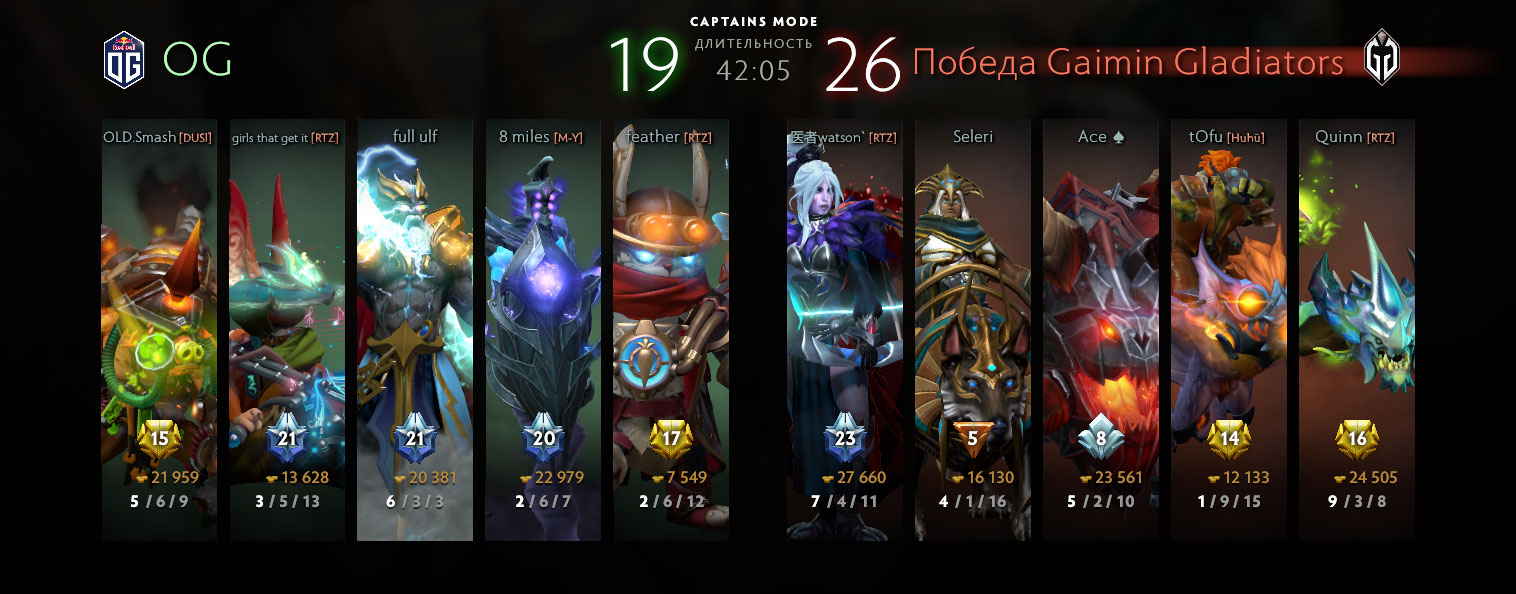 CAPTAINS MODE
OG
19
ДЛИТЕЛЬНОСТЬ
42:05
26
Победа Gaimin Gladiators
OLD.Smash [DUSI]
girls that get it [RTZ]
full ulf
8 miles [M-Y]
feather [RTZ]
医者watson` [RTZ]
Seleri
Ace ♠
tOfu [Huhü]
Quinn [RTZ]
15
21
21
20
17
23
5
8
14
16
21 959
13 628
20 381
22 979
7 549
27 660
16 130
23 561
12 133
24 505
5 / 6 / 9
3 / 5 / 13
6 / 3 / 3
2 / 6 / 7
2 / 6 / 12
7 / 4 / 11
4 / 1 / 16
5 / 2 / 10
1 / 9 / 15
9 / 3 / 8